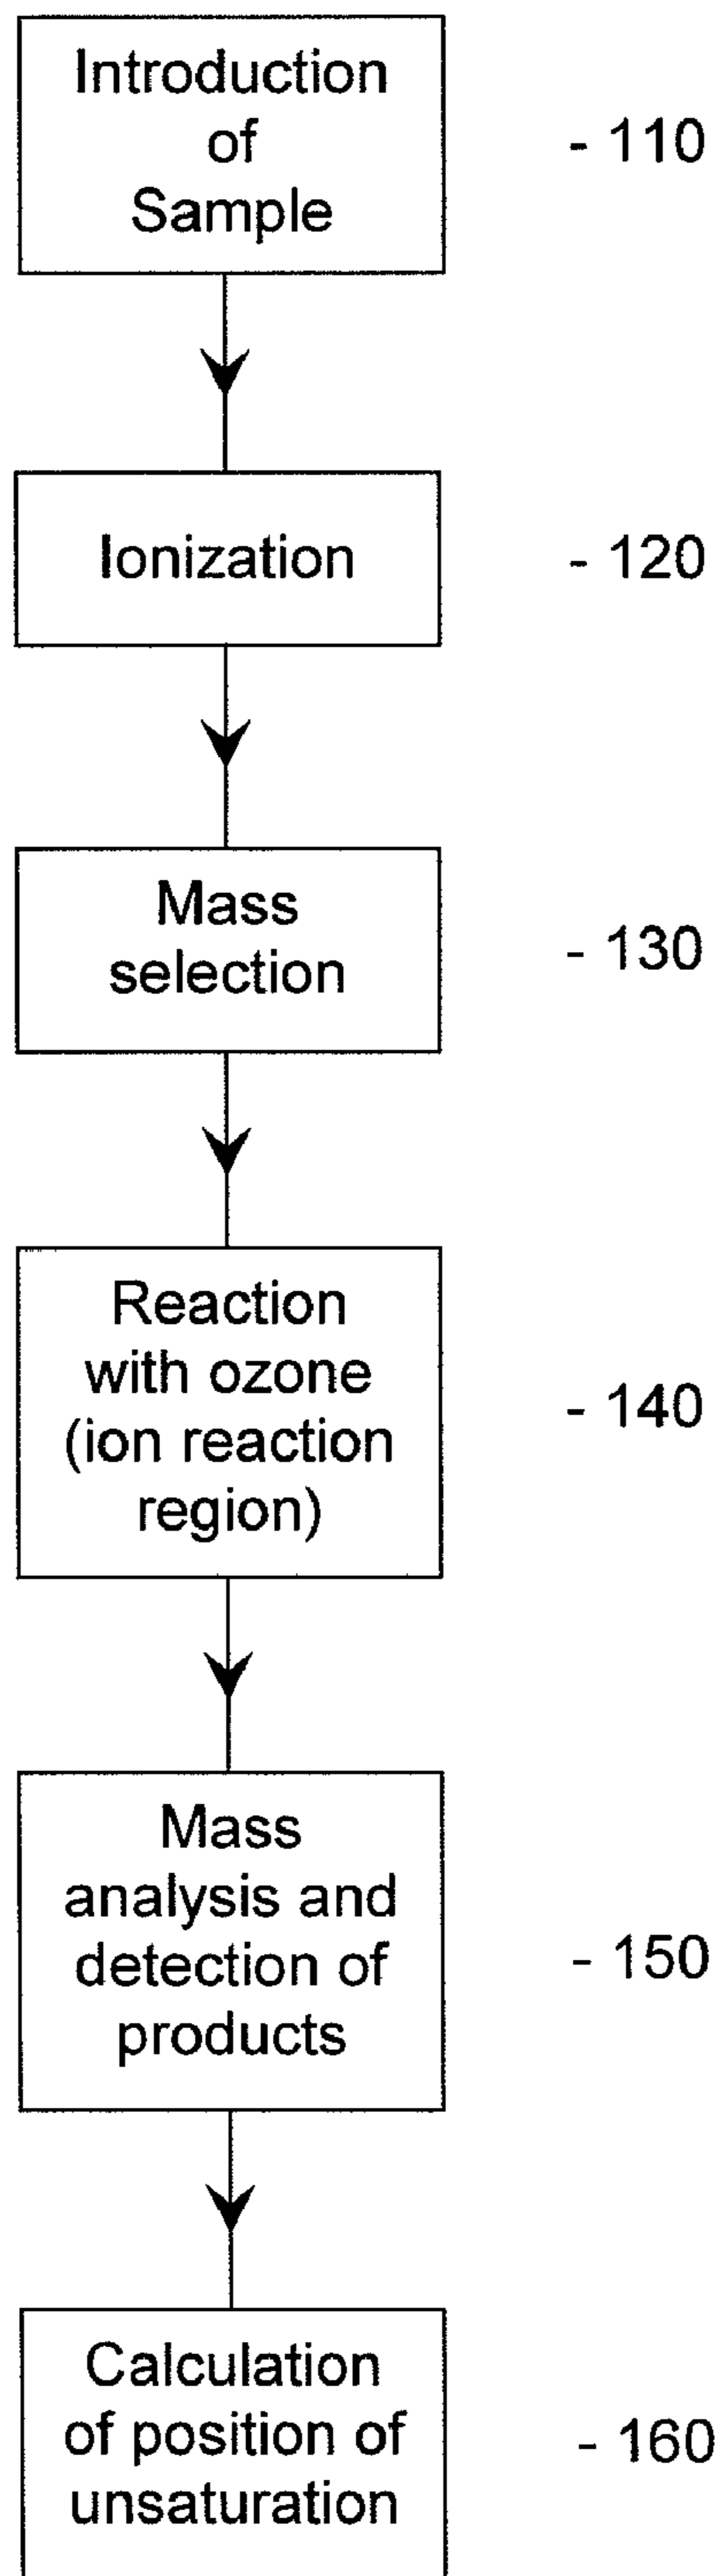 Introduction
of
Sample
- 110
Ionization
- 120
Mass
selection
- 130
Reaction
with ozone
(ion reaction
region)
- 140
Mass
analysis and
detection of
products
- 150
Calculation
of position of
unsaturation
- 160